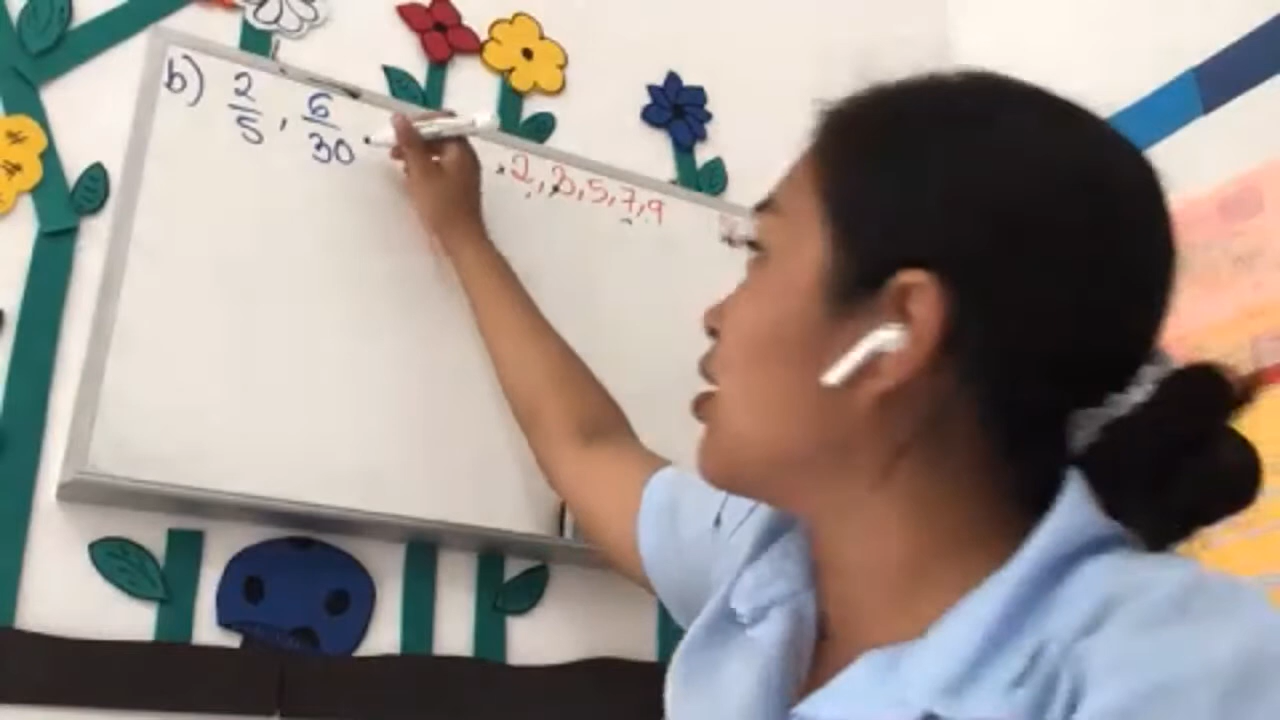 b) 2/5, 6/30
2, 3, 5, 7, 9